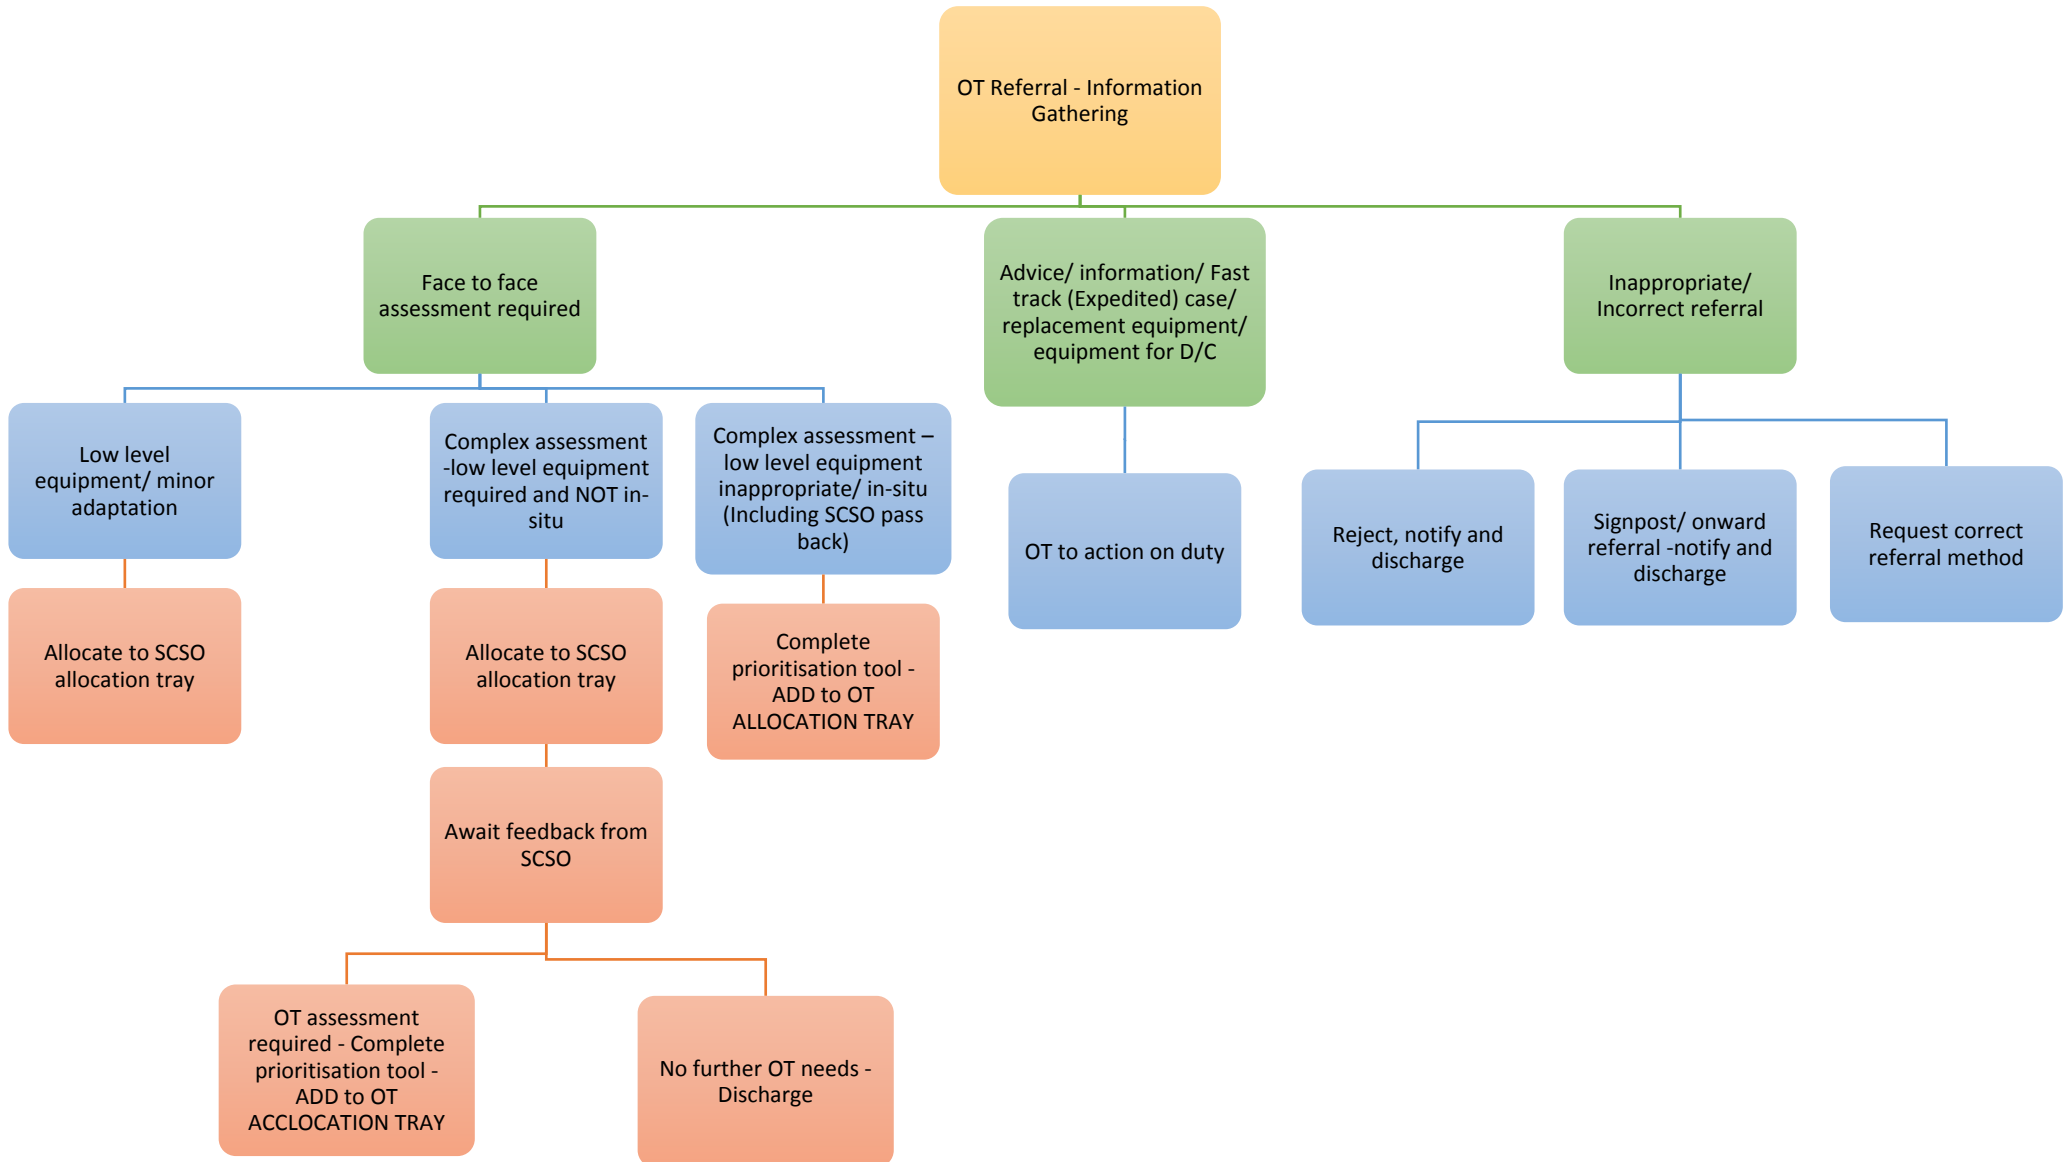 OT Referral - Information
Gathering
Face to face
assessment required
Advice/ information/ Fast
track (Expedited) case/
replacement equipment/
equipment for D/C
Inappropriate/
Incorrect referral
Low level
equipment/ minor
adaptation
Complex assessment
-low level equipment
required and NOT in-
situ
Complex assessment –
low level equipment
inappropriate/ in-situ
(Including SCSO pass
back)
OT to action on duty
Reject, notify and
discharge
Signpost/ onward
referral -notify and
discharge
Request correct
referral method
Allocate to SCSO
allocation tray
Allocate to SCSO
allocation tray
Complete
prioritisation tool -
ADD to OT
ALLOCATION TRAY
Await feedback from
SCSO
OT assessment
required - Complete
prioritisation tool -
ADD to OT
ACCLOCATION TRAY
No further OT needs -
Discharge